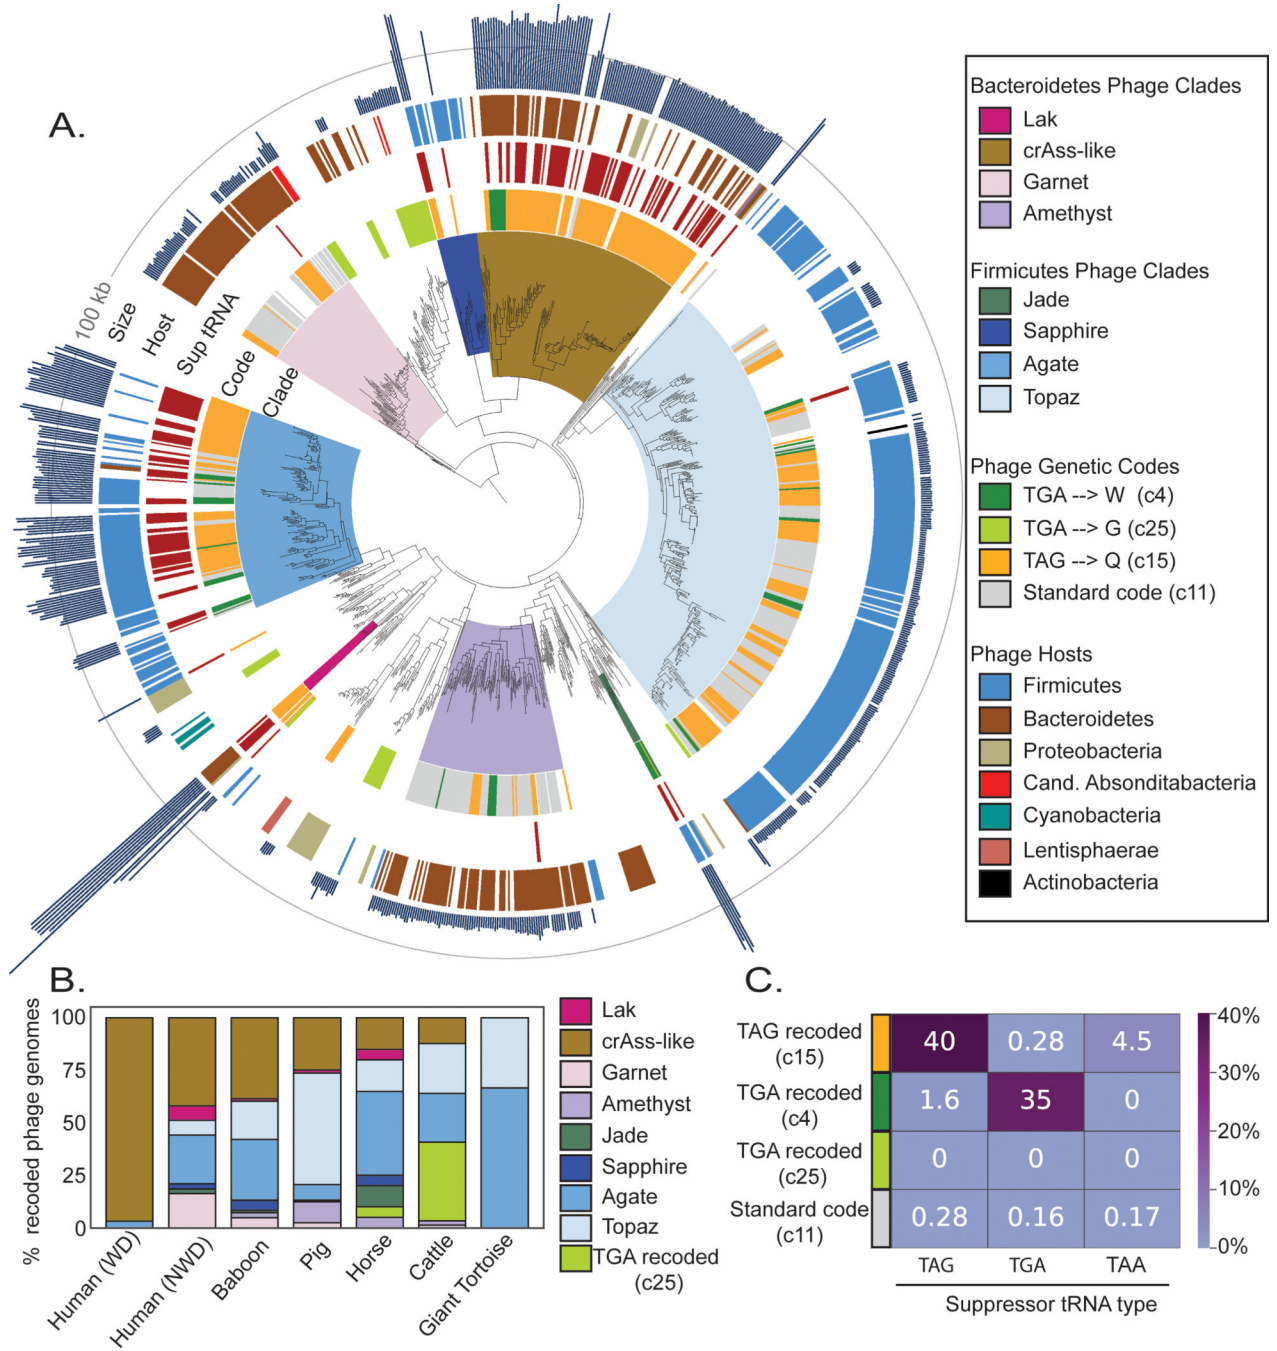 A.
100 kb
Size
Host
Sup tRNA
Code
Clade
Bacteroidetes Phage Clades
Lak
crAss-like
Garnet
Amethyst
Firmicutes Phage Clades
Jade
Sapphire
Agate
Topaz
Phage Genetic Codes
TGA --> W (c4)
TGA --> G (c25)
TAG --> Q (c15)
Standard code (c11)
Phage Hosts
Firmicutes
Bacteroidetes
Proteobacteria
Cand. Absonditabacteria
Cyanobacteria
Lentisphaerae
Actinobacteria
B.
% recoded phage genomes
100
75
50
25
0
Human (WD)
Human (NWD)
Baboon
Pig
Horse
Cattle
Giant Tortoise
Lak
crAss-like
Garnet
Amethyst
Jade
Sapphire
Agate
Topaz
TGA recoded
(c25)
C.
TAG recoded
(c15)
40 0.28 4.5
TGA recoded
(c4)
1.6 35 0
TGA recoded
(c25)
0 0 0
Standard code
(c11)
0.28 0.16 0.17
TAG TGA TAA
Suppressor tRNA type
40%
30%
20%
10%
0%